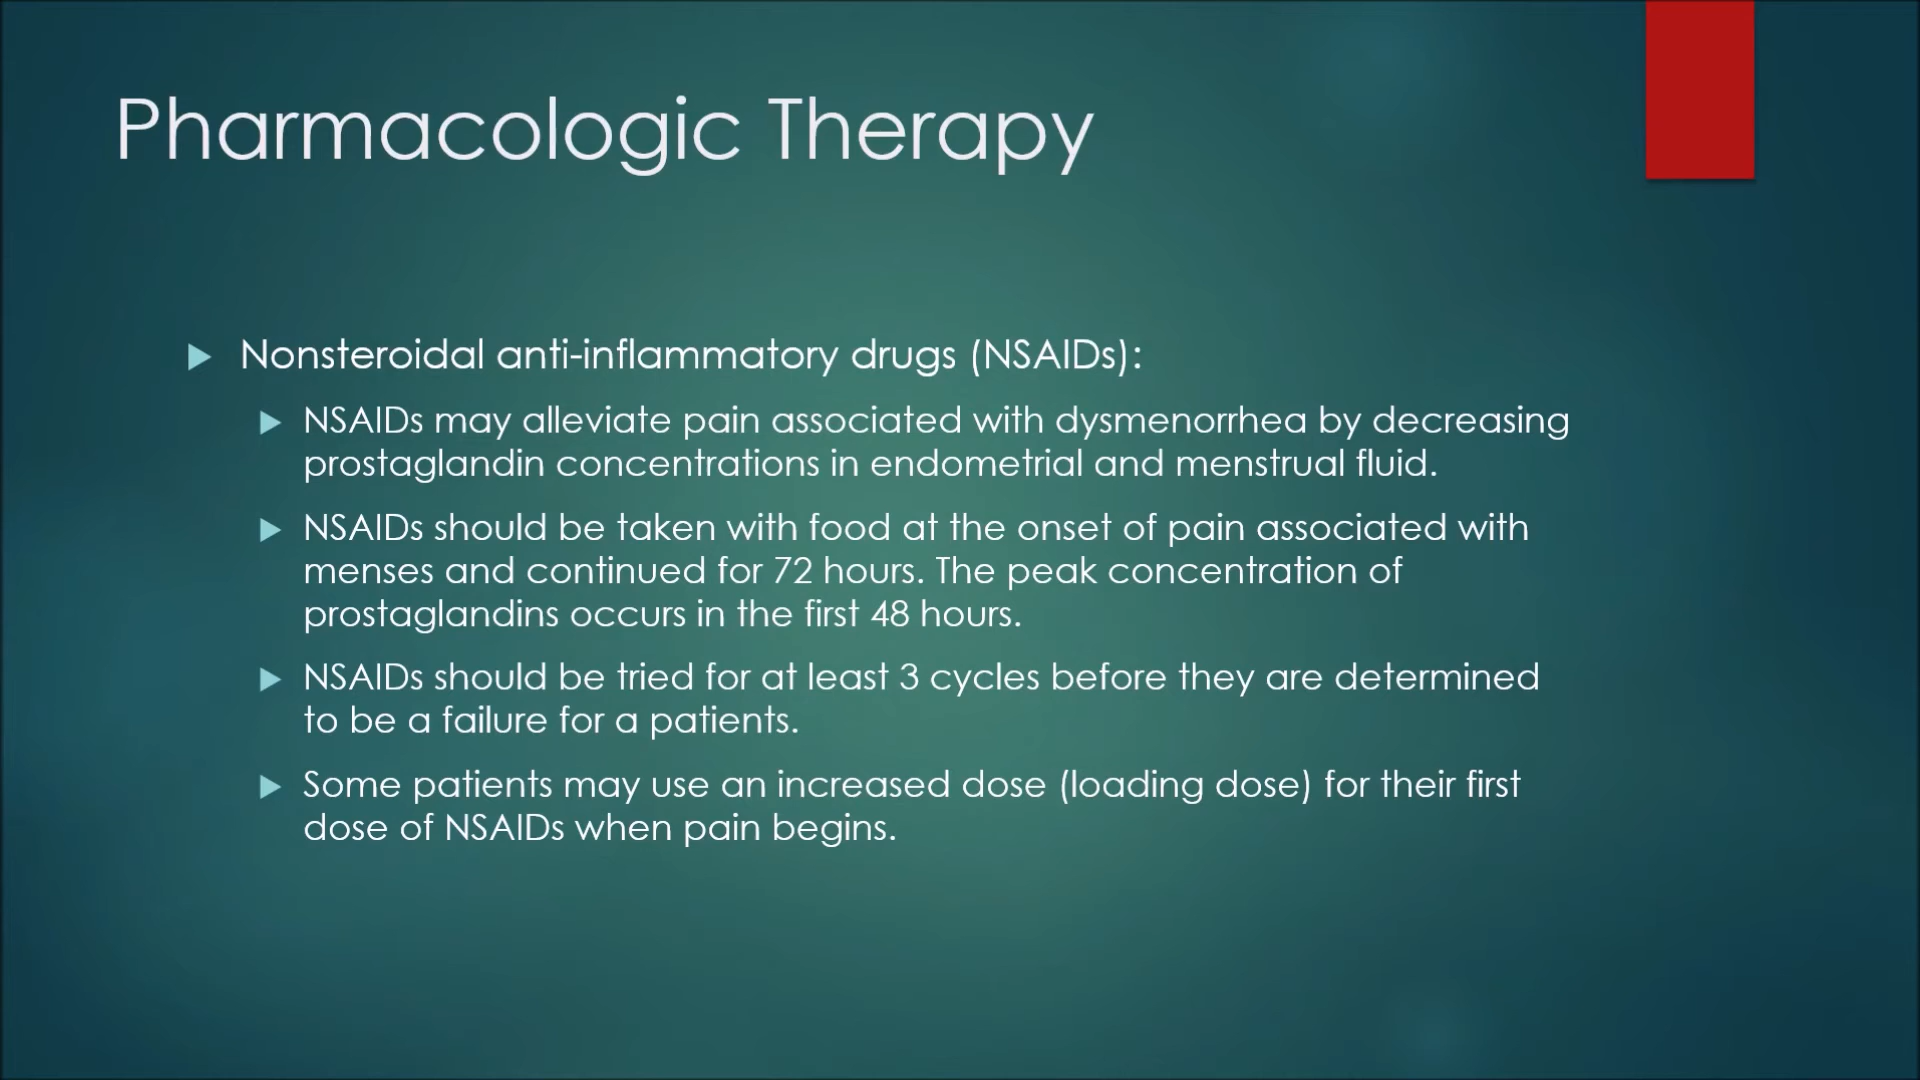 Pharmacologic Therapy
Nonsteroidal anti-inflammatory drugs (NSAIDs):
NSAIDs may alleviate pain associated with dysmenorrhea by decreasing
prostaglandin concentrations in endometrial and menstrual fluid.
NSAIDs should be taken with food at the onset of pain associated with
menses and continued for 72 hours. The peak concentration of
prostaglandins occurs in the first 48 hours.
NSAIDs should be tried for at least 3 cycles before they are determined
to be a failure for a patients.
Some patients may use an increased dose (loading dose) for their first
dose of NSAIDs when pain begins.